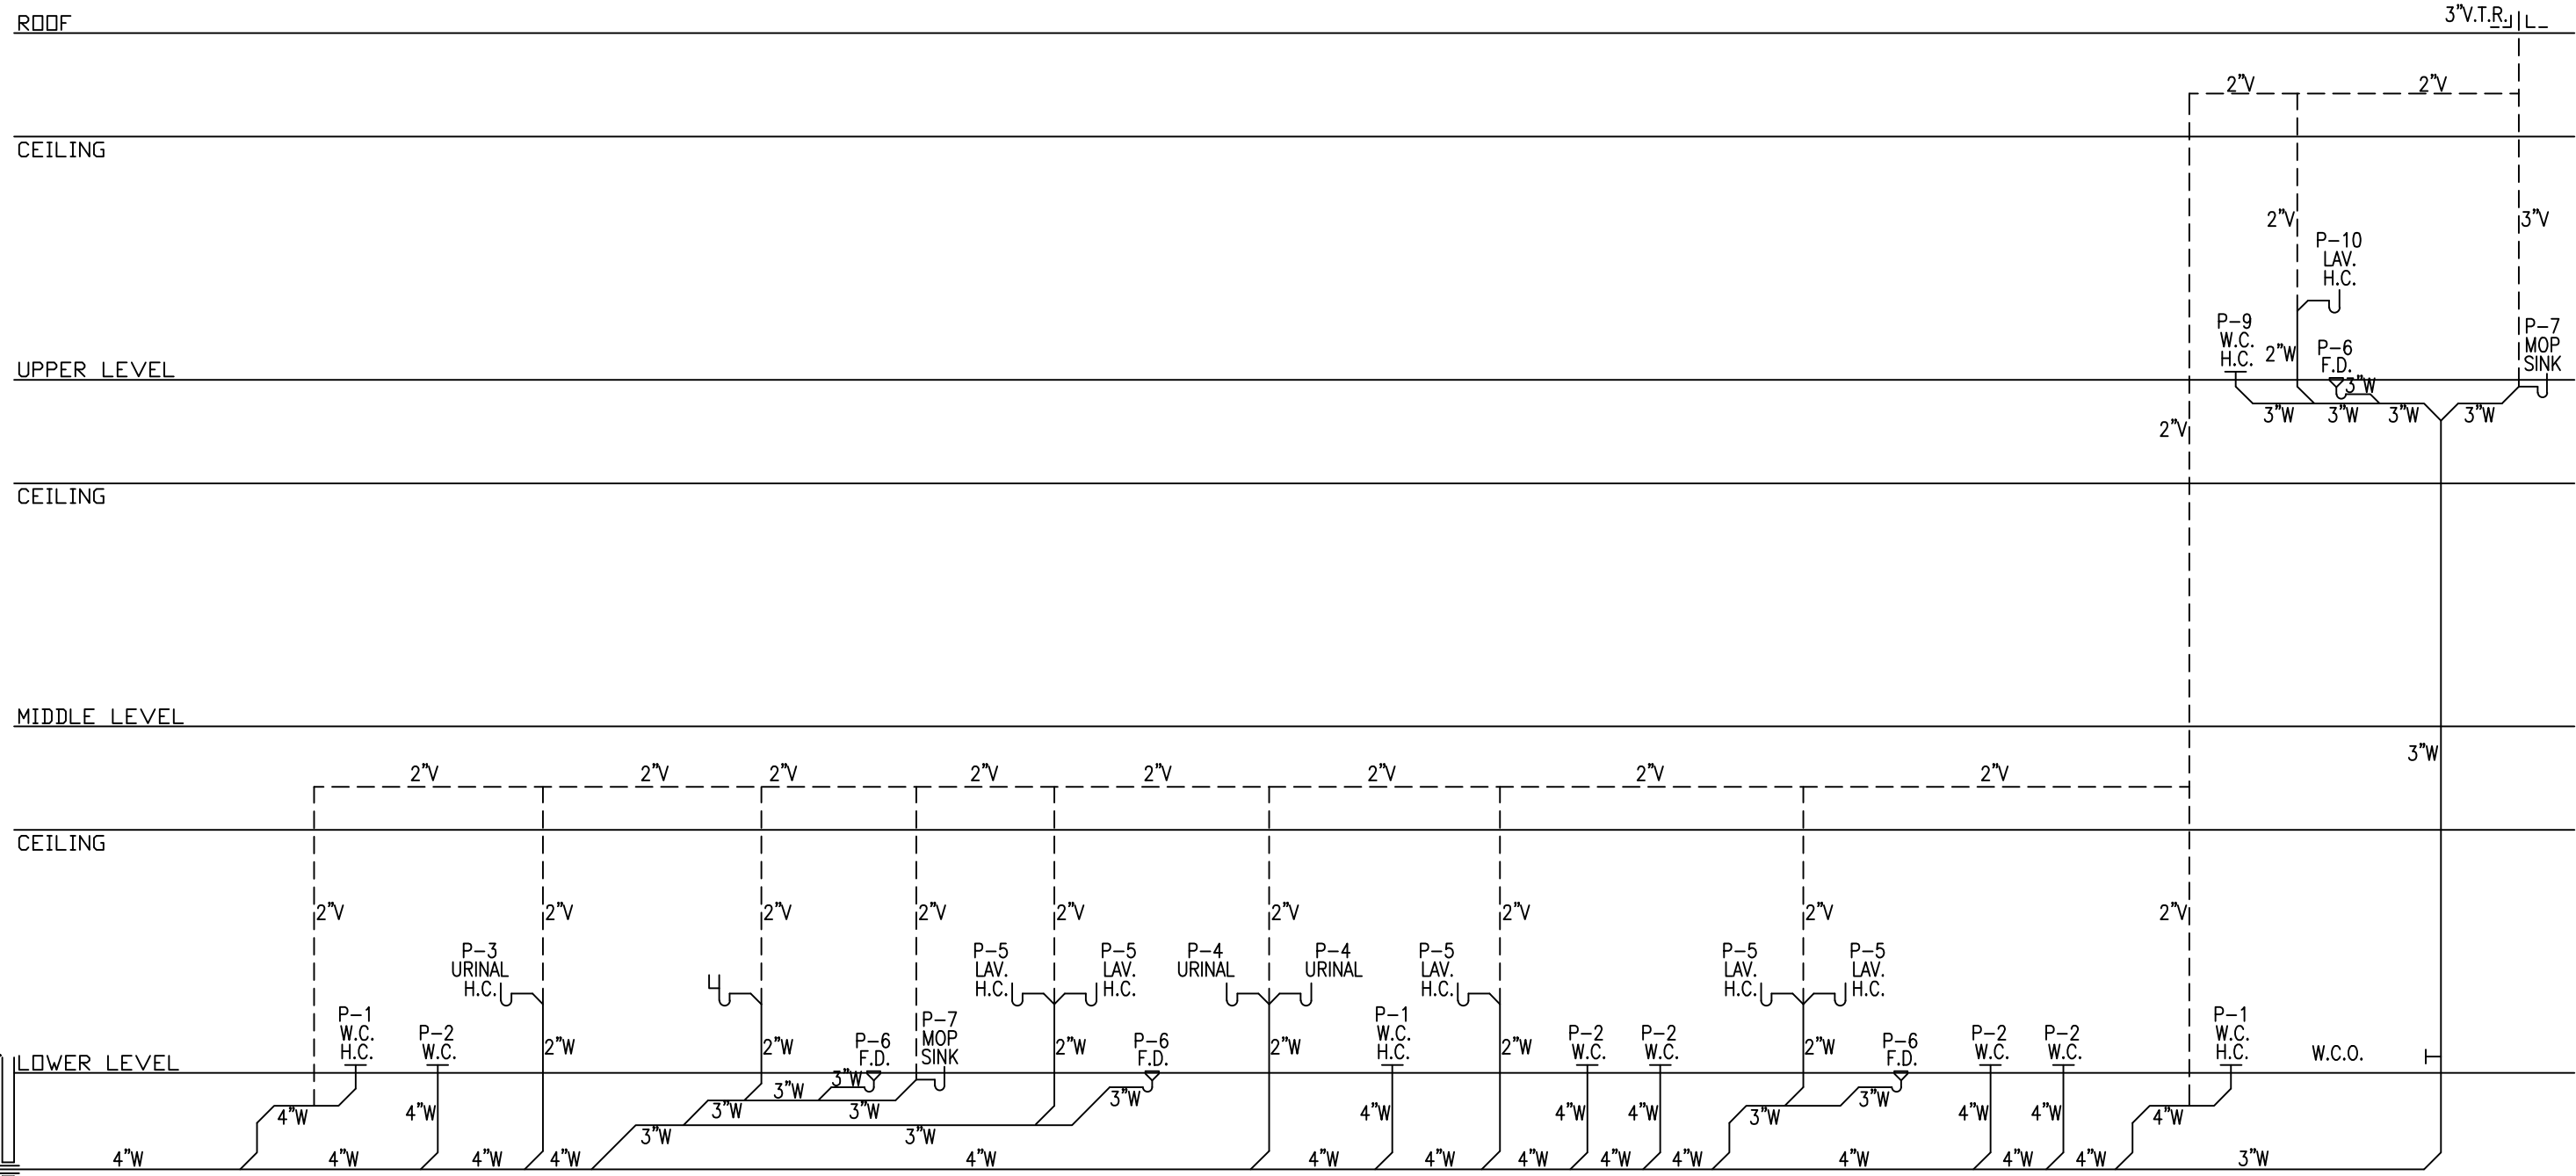 ROOF
3"V.T.R.
2"V
2"V
CEILING
2"V
3"V
P-10
LAV.
H.C.
P-9
W.C.
H.C.
2"W
P-6
F.D.
P-7
MOP
SINK
UPPER LEVEL
3"W
3"W
3"W
3"W
3"W
2"V
CEILING
MIDDLE LEVEL
3"W
2"V
2"V
2"V
2"V
2"V
2"V
2"V
2"V
CEILING
2"V
2"V
2"V
2"V
2"V
2"V
2"V
2"V
2"V
P-3
URINAL
H.C.
P-5
LAV.
H.C.
P-5
LAV.
H.C.
P-4
URINAL
P-4
URINAL
P-5
LAV.
H.C.
P-5
LAV.
H.C.
P-5
LAV.
H.C.
P-1
W.C.
H.C.
P-2
W.C.
2"W
2"W
P-6
F.D.
P-7
MOP
SINK
2"W
P-6
F.D.
2"W
P-1
W.C.
H.C.
2"W
P-2
W.C.
P-2
W.C.
2"W
P-6
F.D.
P-2
W.C.
P-2
W.C.
P-1
W.C.
H.C.
W.C.O.
LOWER LEVEL
4"W
4"W
3"W
3"W
3"W
3"W
3"W
4"W
4"W
4"W
3"W
3"W
4"W
4"W
4"W
3"W
3"W
4"W
4"W
4"W
4"W
4"W
4"W
4"W
4"W
4"W
4"W
4"W
4"W
4"W
3"W